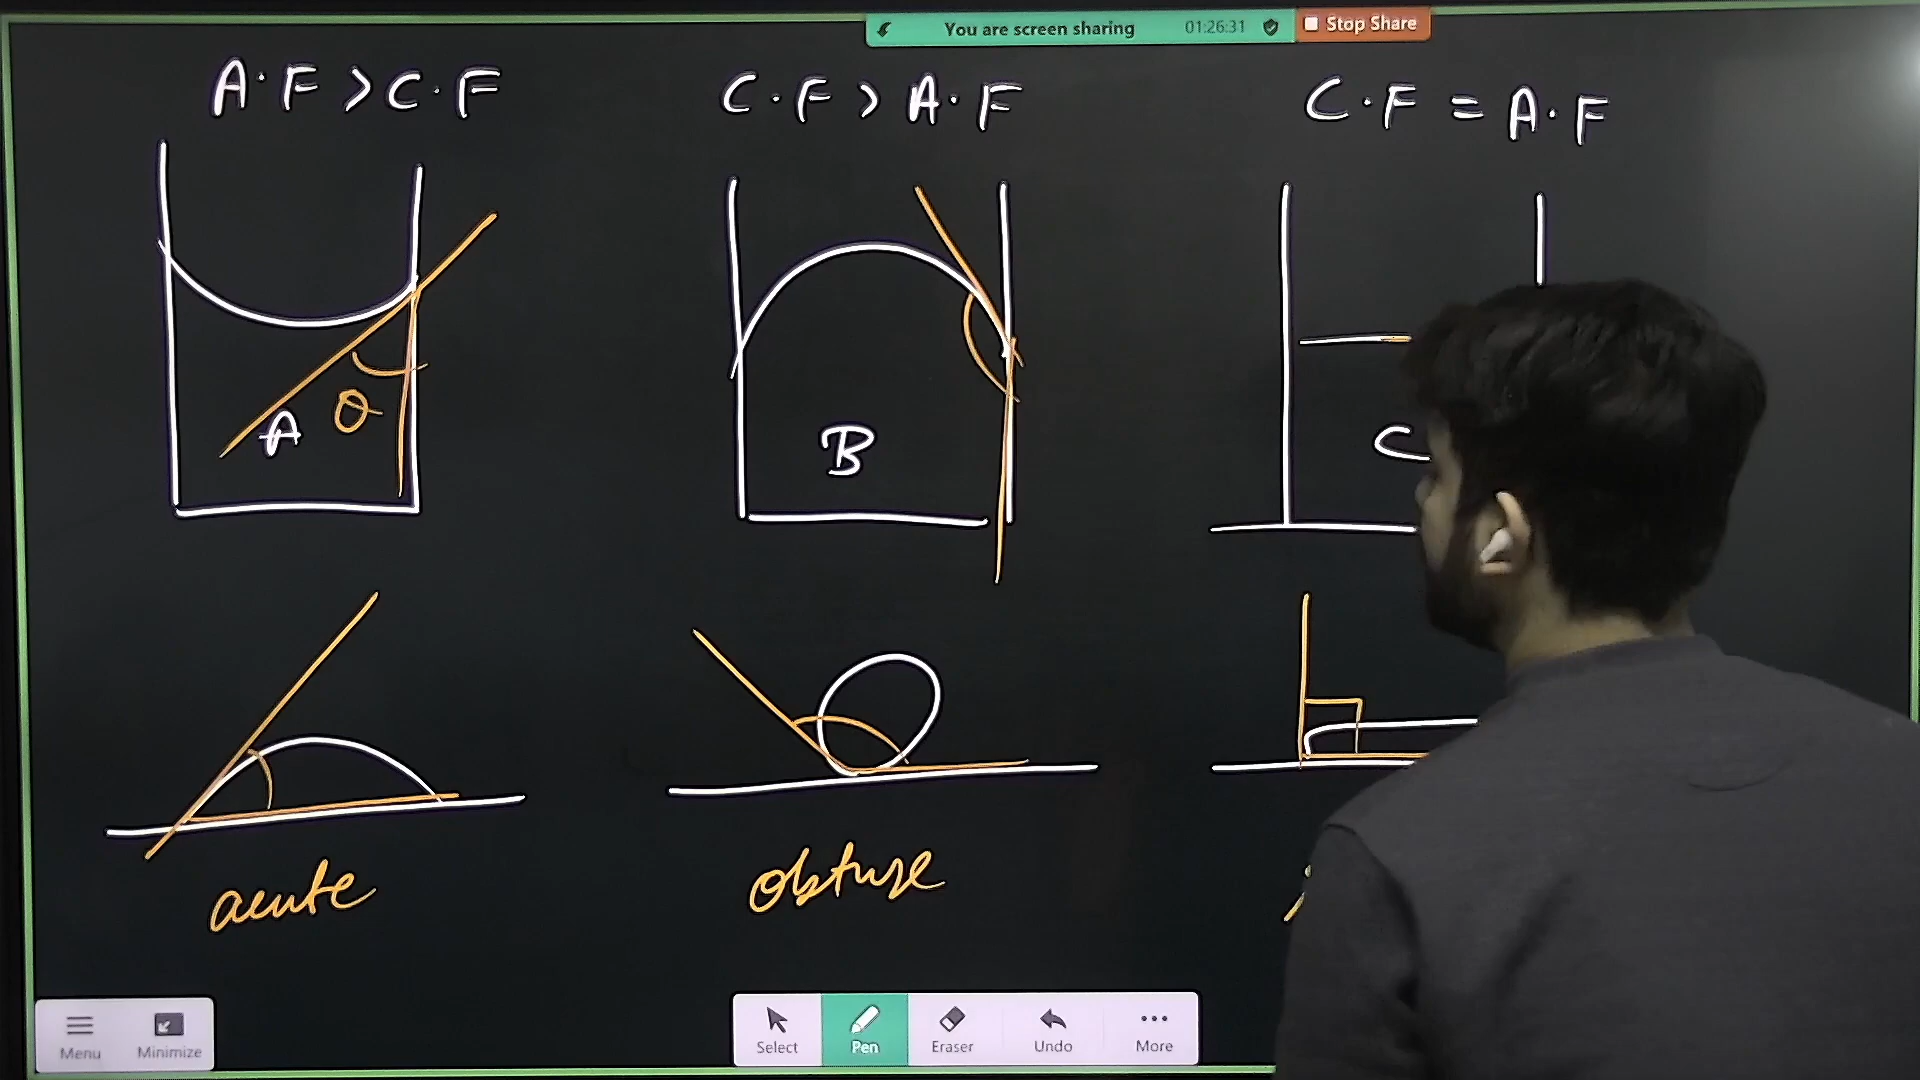 You are screen sharing 01:26:31 Stop Share
A.F > C.F
C.F > A.F
C.F = A.F
A θ
B
C
acute
obtuse
Menu
Minimize
Select
Pen
Eraser
Undo
More